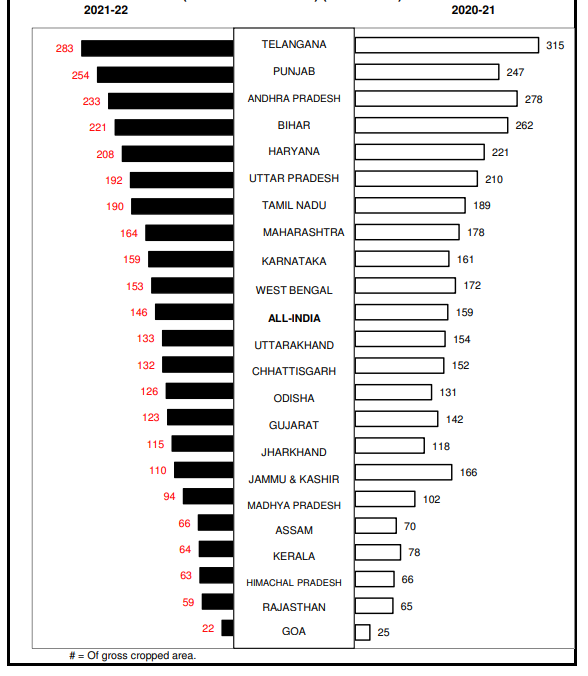 2021-22 2020-21
283 TELANGANA 315
254 PUNJAB 247
233 ANDHRA PRADESH 278
221 BIHAR 262
208 HARYANA 221
192 UTTAR PRADESH 210
190 TAMIL NADU 189
164 MAHARASHTRA 178
159 KARNATAKA 161
153 WEST BENGAL 172
146 ALL-INDIA 159
133 UTTARAKHAND 154
132 CHHATTISGARH 152
126 ODISHA 131
123 GUJARAT 142
115 JHARKHAND 118
110 JAMMU & KASHIR 166
94 MADHYA PRADESH 102
66 ASSAM 70
64 KERALA 78
63 HIMACHAL PRADESH 66
59 RAJASTHAN 65
22 GOA 25
# = Of gross cropped area.